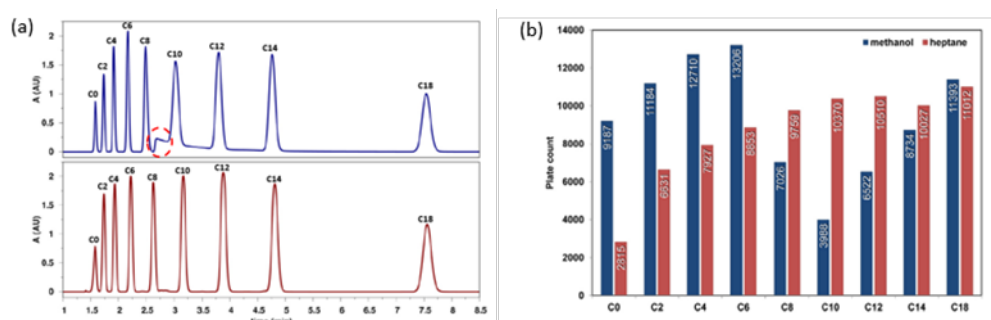 (a)
C0
C2
C4
C6
C8
C10
C12
C14
C18
A (AU)
2
1.5
1
0.5
0
C0
C2
C4
C6
C8
C10
C12
C14
C18
A (AU)
2
1.5
1
0.5
0
1 1.5 2 2.5 3 3.5 4 4.5 5 5.5 6 6.5 7 7.5 8 8.5
(b)
methanol heptane
Plate count
14000
12000
10000
8000
6000
4000
2000
0
9187
2815
11184
6631
12710
7927
13206
8853
7026
9759
3988
10370
6522
10510
8734
10027
11393
11012
C0 C2 C4 C6 C8 C10 C12 C14 C18